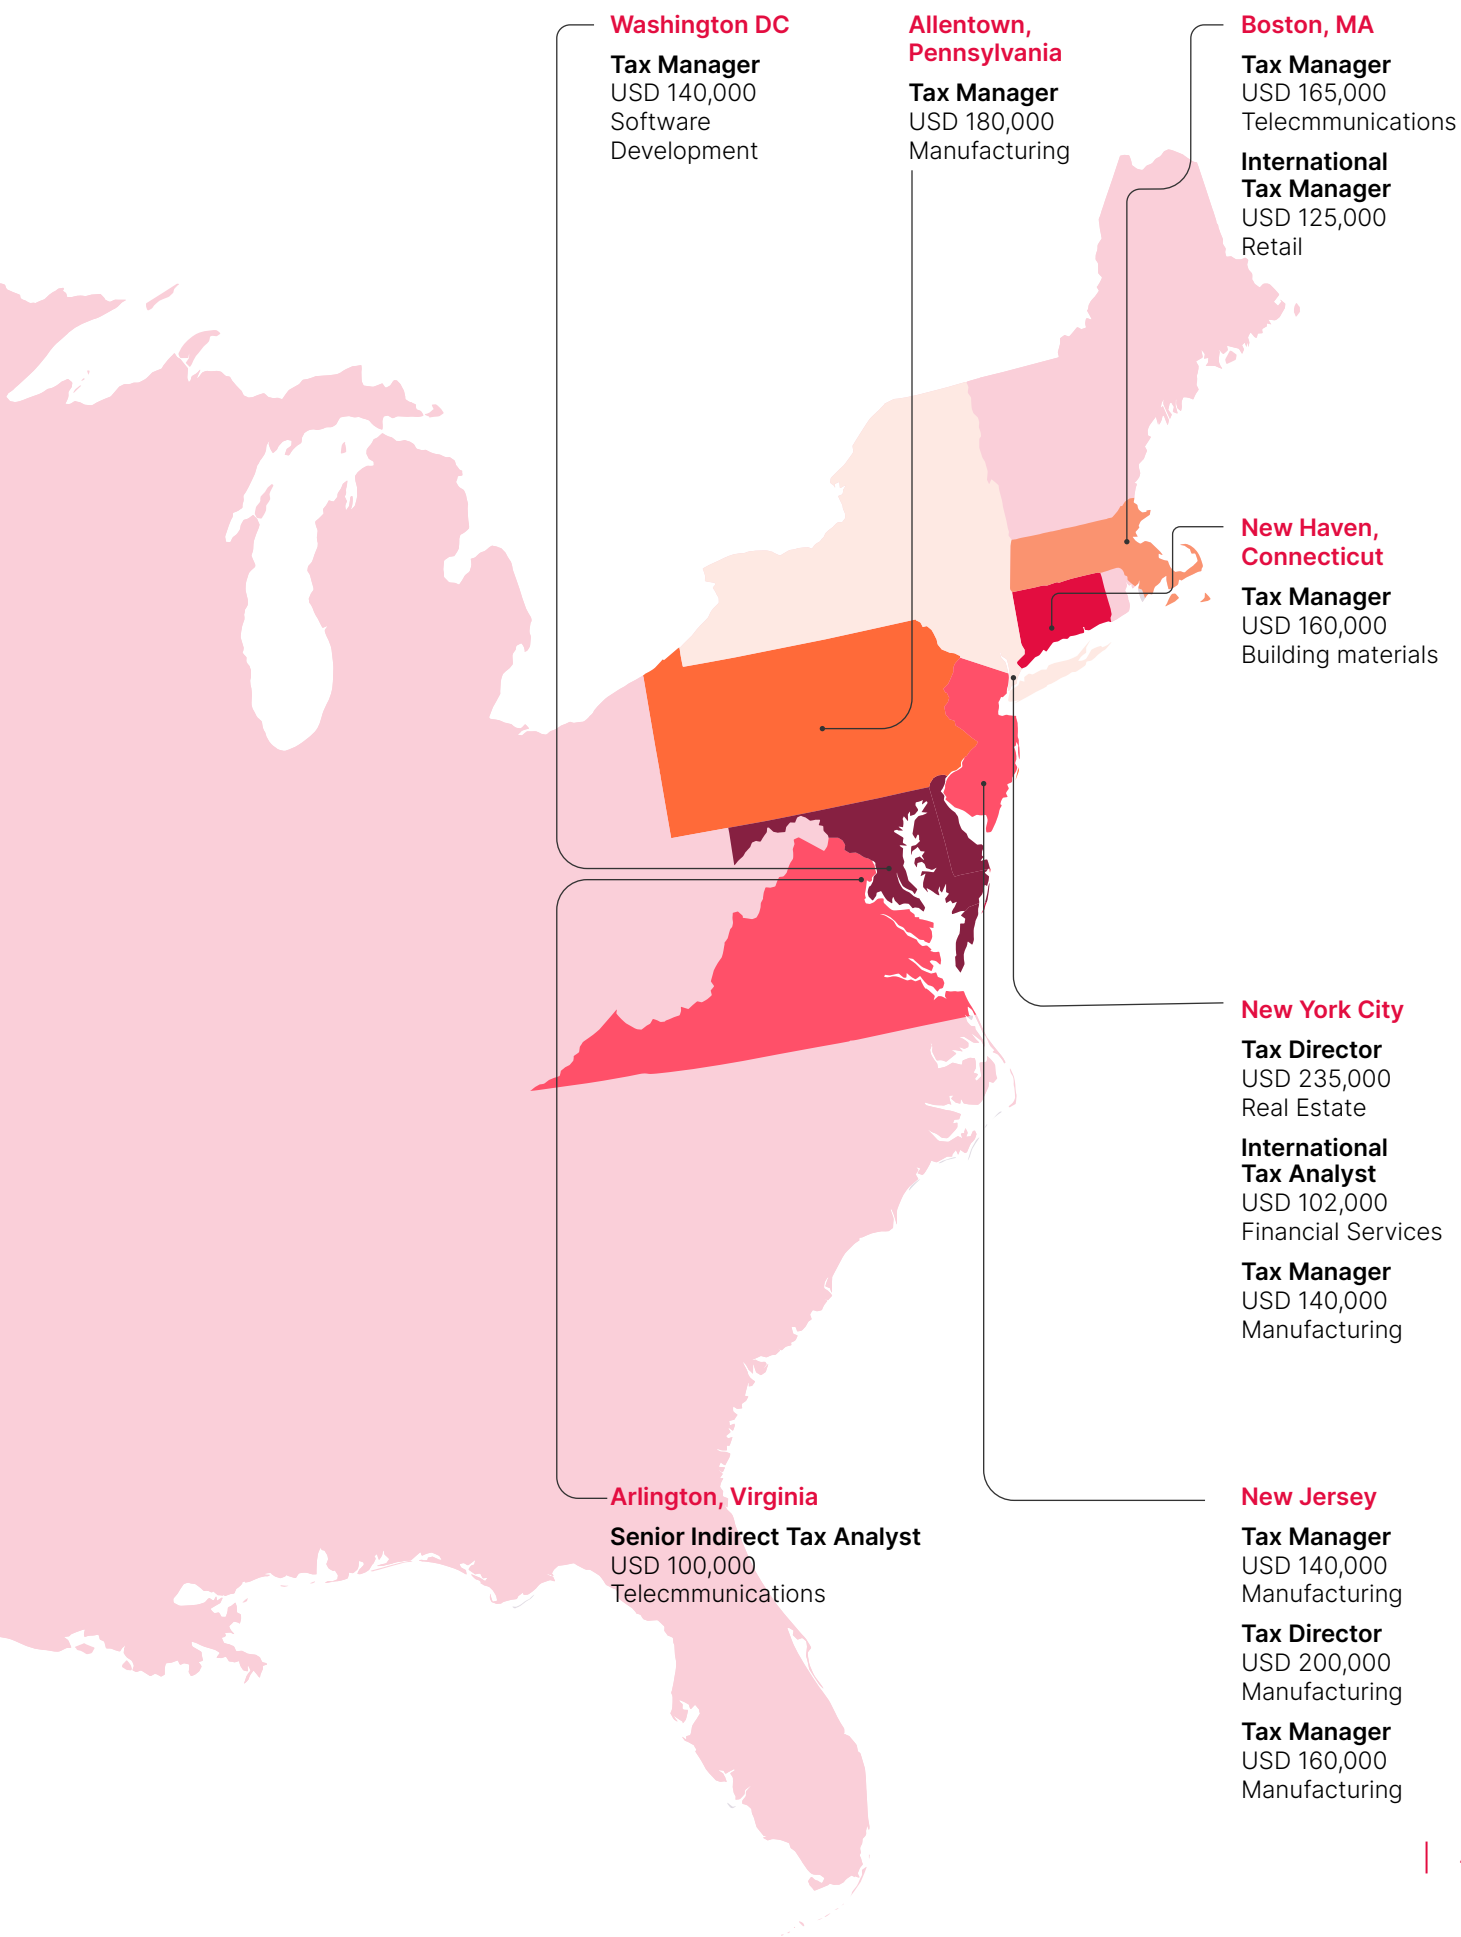 Washington DC
Tax Manager
USD 140,000
Software
Development
Allentown,
Pennsylvania
Tax Manager
USD 180,000
Manufacturing
Boston, MA
Tax Manager
USD 165,000
Telecmmunications
International
Tax Manager
USD 125,000
Retail
New Haven,
Connecticut
Tax Manager
USD 160,000
Building materials
New York City
Tax Director
USD 235,000
Real Estate
International
Tax Analyst
USD 102,000
Financial Services
Tax Manager
USD 140,000
Manufacturing
Arlington, Virginia
Senior Indirect Tax Analyst
USD 100,000
Telecmmunications
New Jersey
Tax Manager
USD 140,000
Manufacturing
Tax Director
USD 200,000
Manufacturing
Tax Manager
USD 160,000
Manufacturing